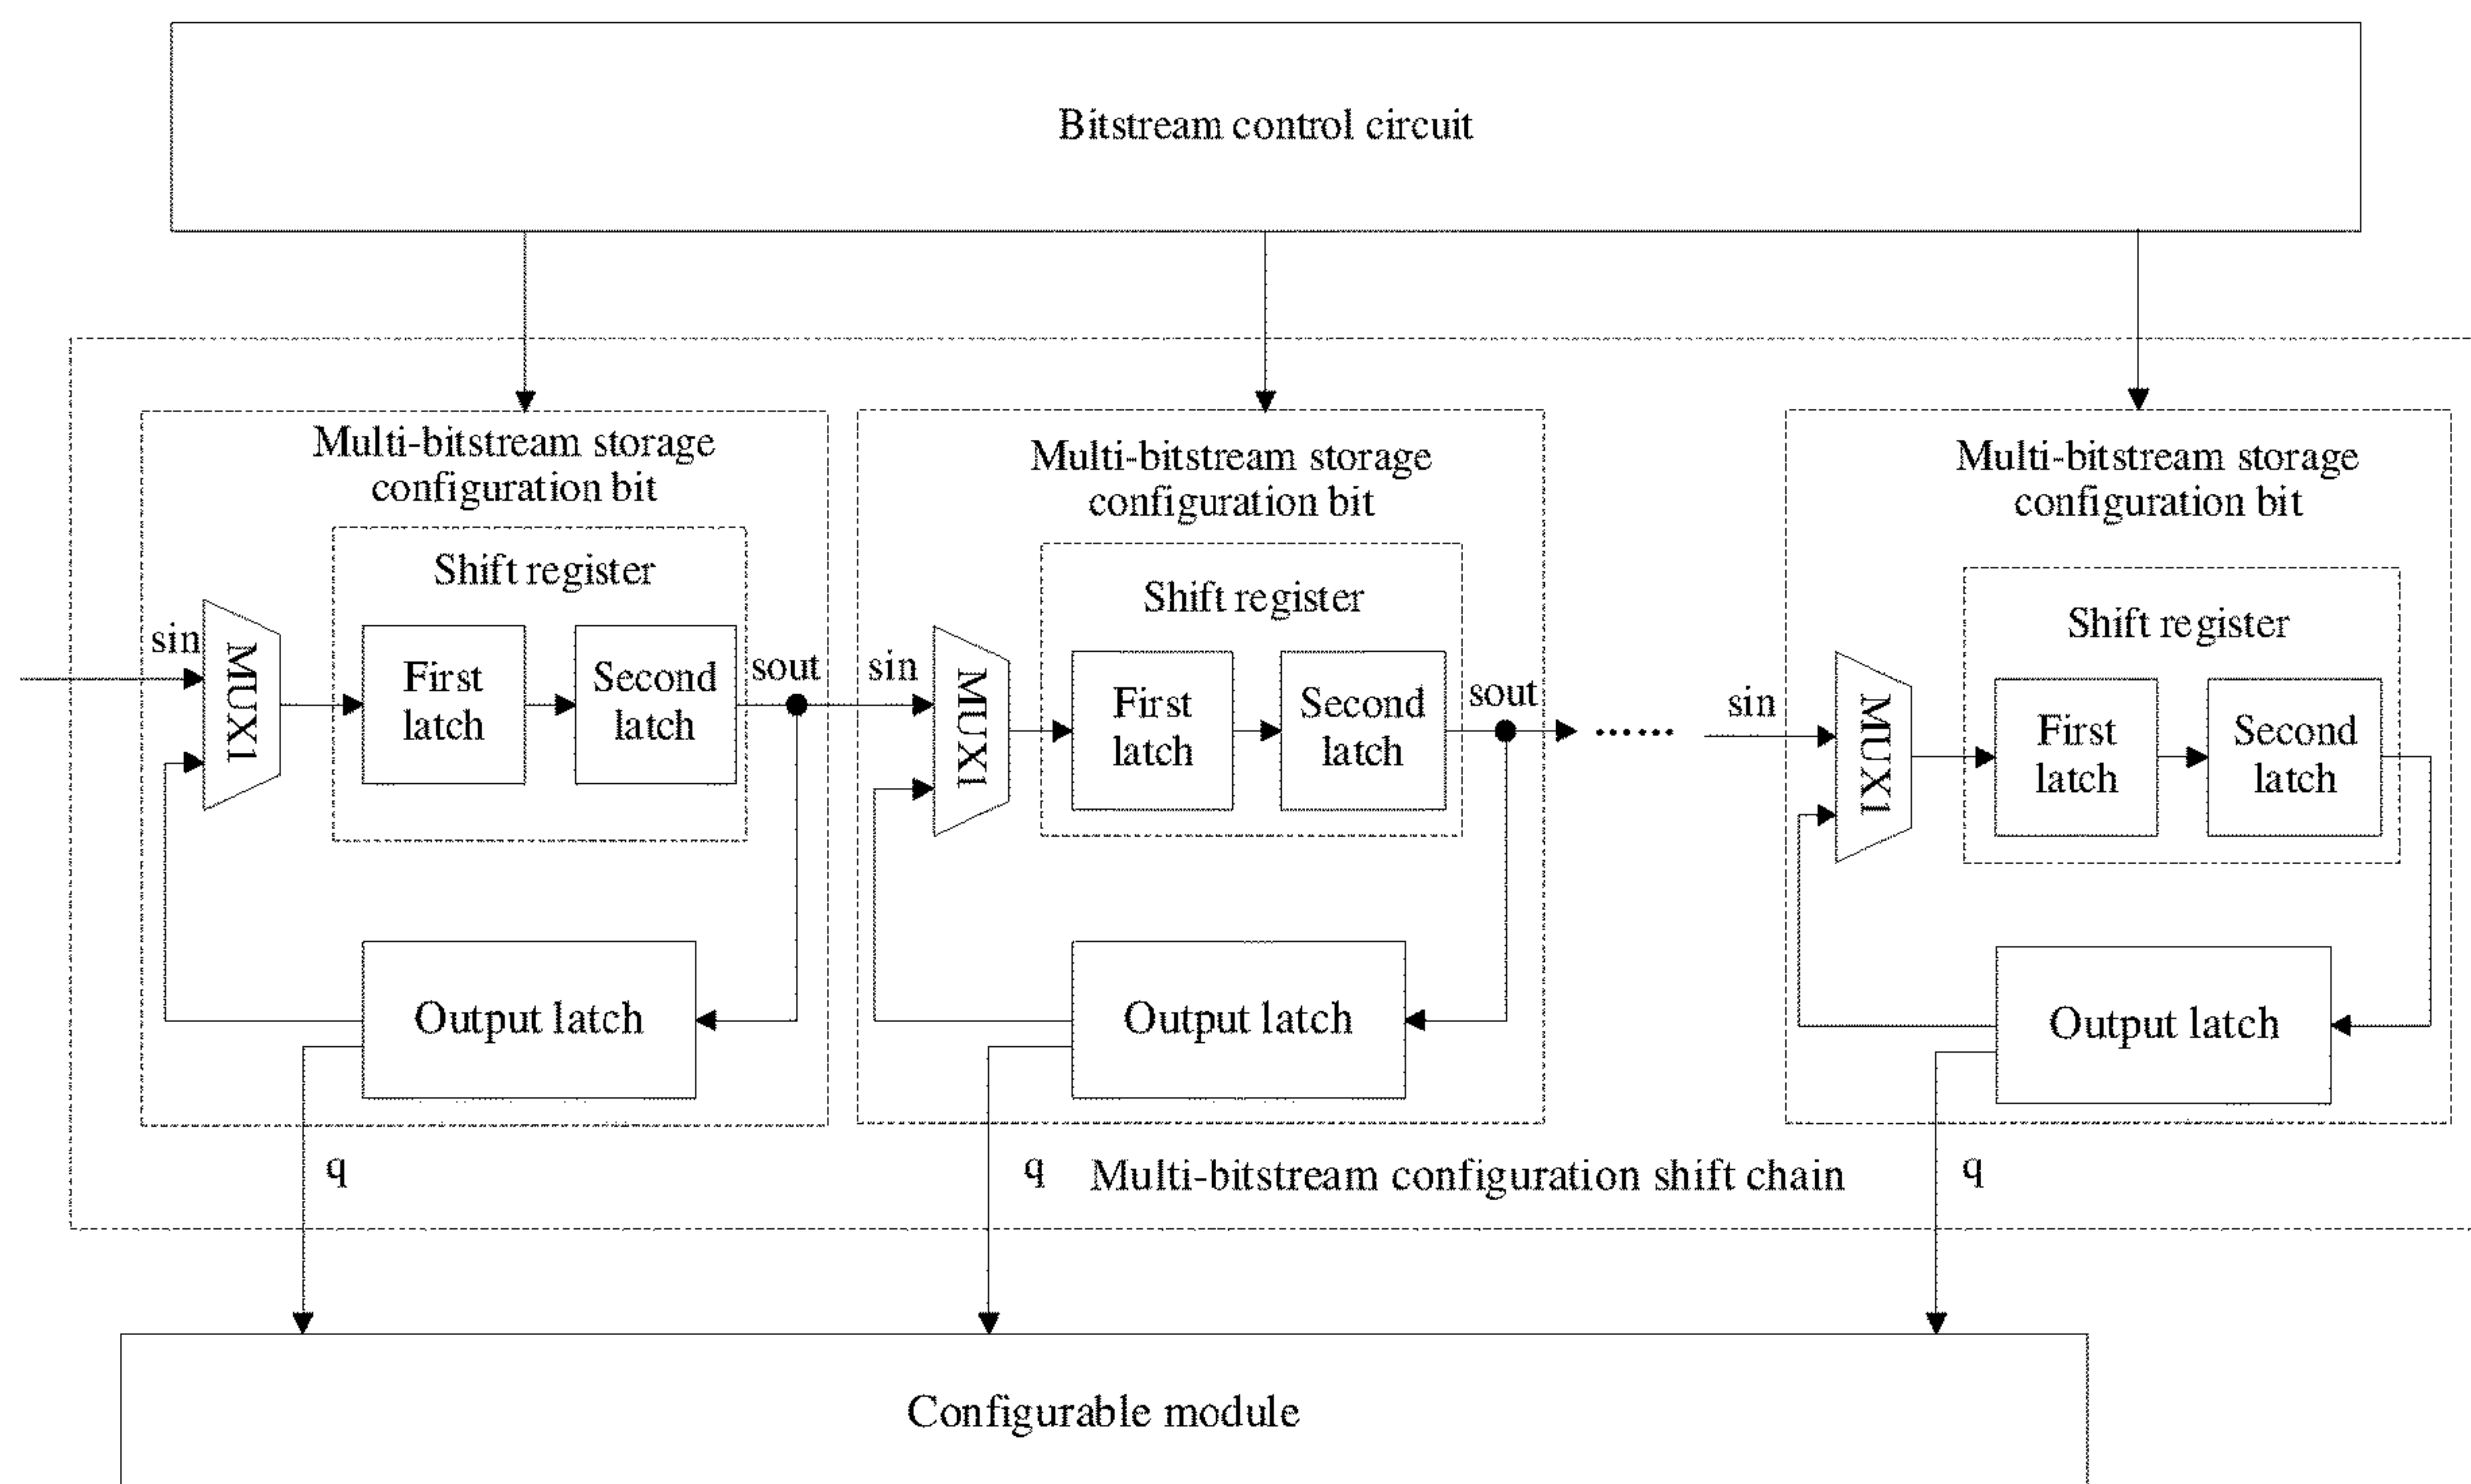 Bitstream control circuit
Multi-bitstream storage
configuration bit
Shift register
sin
MUX1
First
latch
Second
latch
sout
Output latch
q
Multi-bitstream storage
configuration bit
Shift register
sin
MUX1
First
latch
Second
latch
sout
Output latch
q
......
Multi-bitstream storage
configuration bit
Shift register
sin
MUX1
First
latch
Second
latch
Output latch
q
Multi-bitstream configuration shift chain
Configurable module